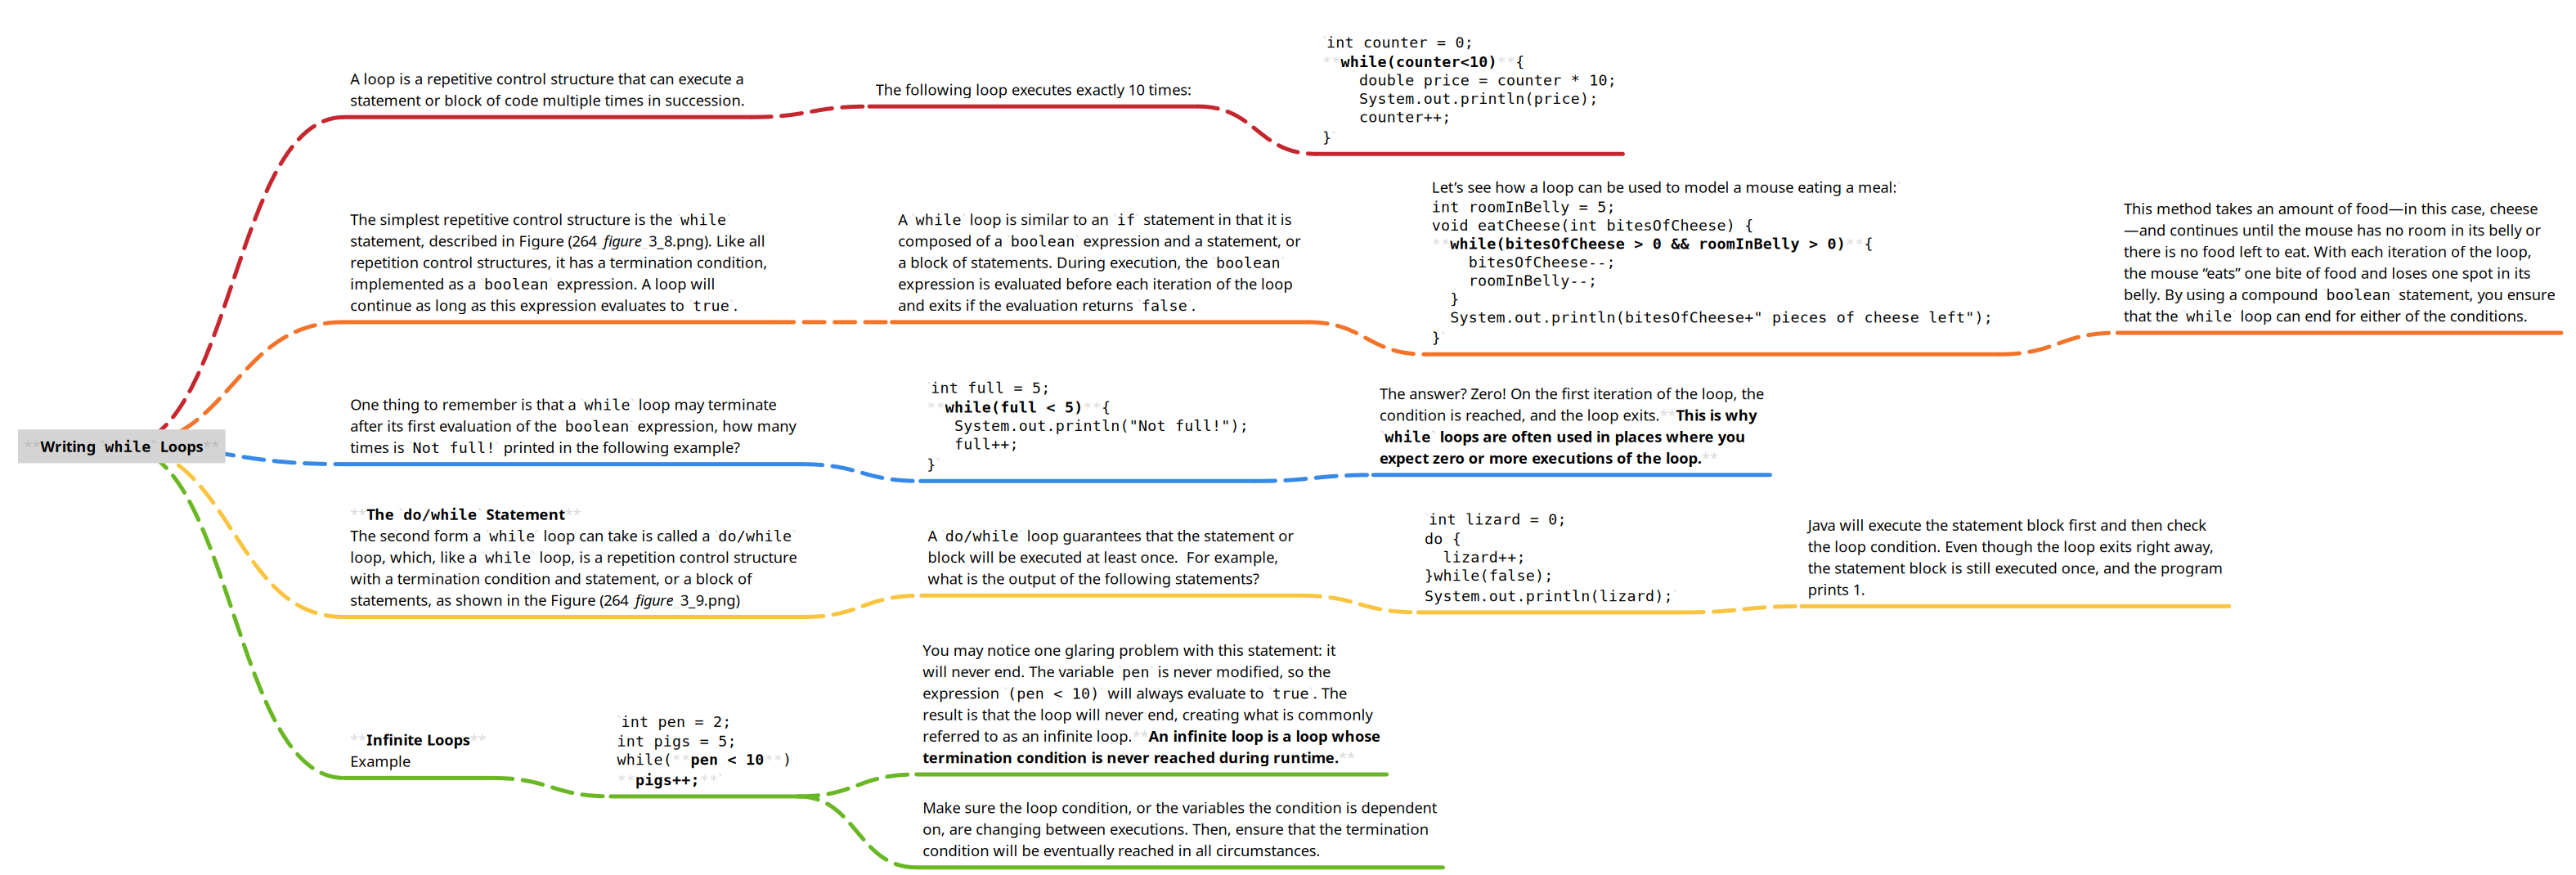 **Writing `while` Loops**
A loop is a repetitive control structure that can execute a
statement or block of code multiple times in succession.
The following loop executes exactly 10 times:
`int counter = 0;
**while(counter<10)**{
    double price = counter * 10;
    System.out.println(price);
    counter++;
}`
The simplest repetitive control structure is the `while`
statement, described in Figure (264_figure_3_8.png). Like all
repetition control structures, it has a termination condition,
implemented as a `boolean` expression. A loop will
continue as long as this expression evaluates to `true`.
A `while` loop is similar to an `if` statement in that it is
composed of a `boolean` expression and a statement, or
a block of statements. During execution, the `boolean`
expression is evaluated before each iteration of the loop
and exits if the evaluation returns `false`.
Let’s see how a loop can be used to model a mouse eating a meal:`
int roomInBelly = 5;
void eatCheese(int bitesOfCheese) {
**while(bitesOfCheese > 0 && roomInBelly > 0)**{
    bitesOfCheese--;
    roomInBelly--;
  }
  System.out.println(bitesOfCheese+" pieces of cheese left");
}`
This method takes an amount of food—in this case, cheese
—and continues until the mouse has no room in its belly or
there is no food left to eat. With each iteration of the loop,
the mouse “eats” one bite of food and loses one spot in its
belly. By using a compound `boolean` statement, you ensure
that the `while` loop can end for either of the conditions.
One thing to remember is that a `while` loop may terminate
after its first evaluation of the `boolean` expression, how many
times is `Not full!` printed in the following example?
`int full = 5;
**while(full < 5)**{
   System.out.println("Not full!");
   full++;
}`
The answer? Zero! On the first iteration of the loop, the
condition is reached, and the loop exits.**This is why
`while` loops are often used in places where you
expect zero or more executions of the loop.**
**The `do/while` Statement**
The second form a `while` loop can take is called a `do/while`
loop, which, like a `while` loop, is a repetition control structure
with a termination condition and statement, or a block of
statements, as shown in the Figure (264_figure_3_9.png)
A `do/while` loop guarantees that the statement or
block will be executed at least once.  For example,
what is the output of the following statements?
`int lizard = 0;
do {
  lizard++;
}while(false);
System.out.println(lizard);`
Java will execute the statement block first and then check
the loop condition. Even though the loop exits right away,
the statement block is still executed once, and the program
prints 1.
**Infinite Loops**
Example
`int pen = 2;
int pigs = 5;
while(**pen < 10**)
**pigs++;**`
You may notice one glaring problem with this statement: it
will never end. The variable `pen` is never modified, so the
expression `(pen < 10)` will always evaluate to `true`. The
result is that the loop will never end, creating what is commonly
referred to as an infinite loop.**An infinite loop is a loop whose
termination condition is never reached during runtime.**
Make sure the loop condition, or the variables the condition is dependent
on, are changing between executions. Then, ensure that the termination
condition will be eventually reached in all circumstances.